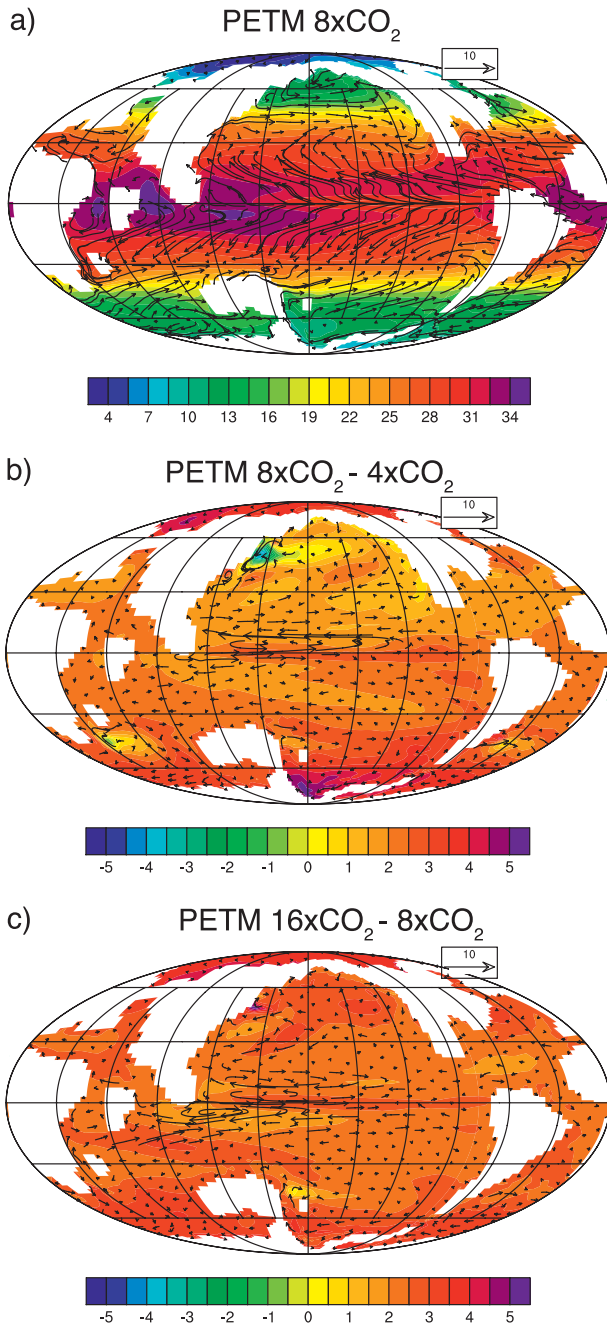 a)
PETM 8xCO₂
10
4 7 10 13 16 19 22 25 28 31 34
b)
PETM 8xCO₂ - 4xCO₂
10
-5 -4 -3 -2 -1 0 1 2 3 4 5
c)
PETM 16xCO₂ - 8xCO₂
10
-5 -4 -3 -2 -1 0 1 2 3 4 5